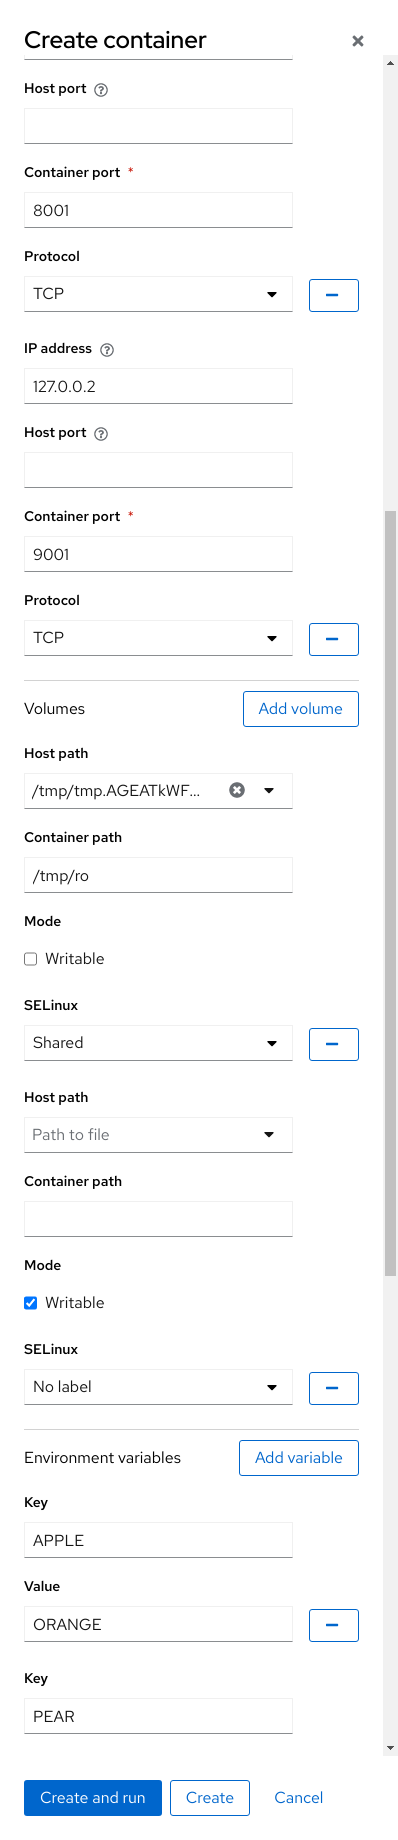 Create container
Host port
Container port *
8001
Protocol
TCP
IP address
127.0.0.2
Host port
Container port *
9001
Protocol
TCP
Volumes Add volume
Host path
/tmp/tmp.AGEATkWF...
Container path
/tmp/ro
Mode
Writable
SELinux
Shared
Host path
Path to file
Container path
Mode
Writable
SELinux
No label
Environment variables Add variable
Key
APPLE
Value
ORANGE
Key
PEAR
Create and run Create Cancel